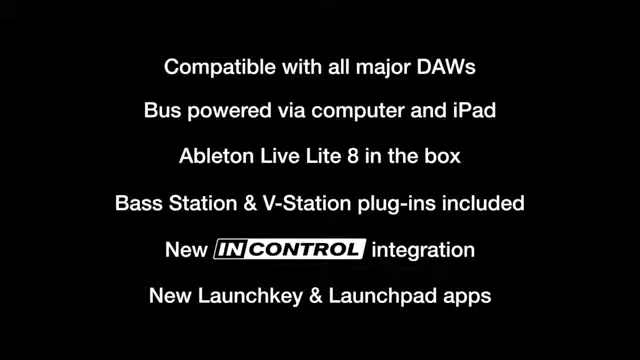 Compatible with all major DAWs
Bus powered via computer and iPad
Ableton Live Lite 8 in the box
Bass Station & V-Station plug-ins included
New INCONTROL integration
New Launchkey & Launchpad apps